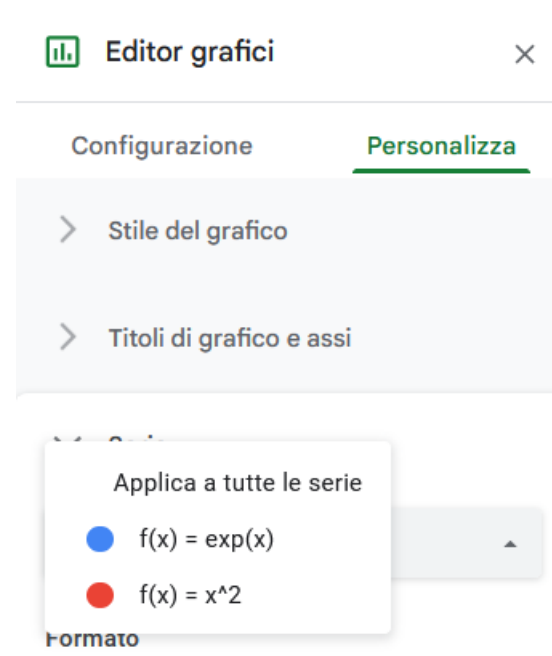 Editor grafici
Configurazione
Personalizza
Stile del grafico
Titoli di grafico e assi
Applica a tutte le serie
f(x) = exp(x)
f(x) = x^2
Formato